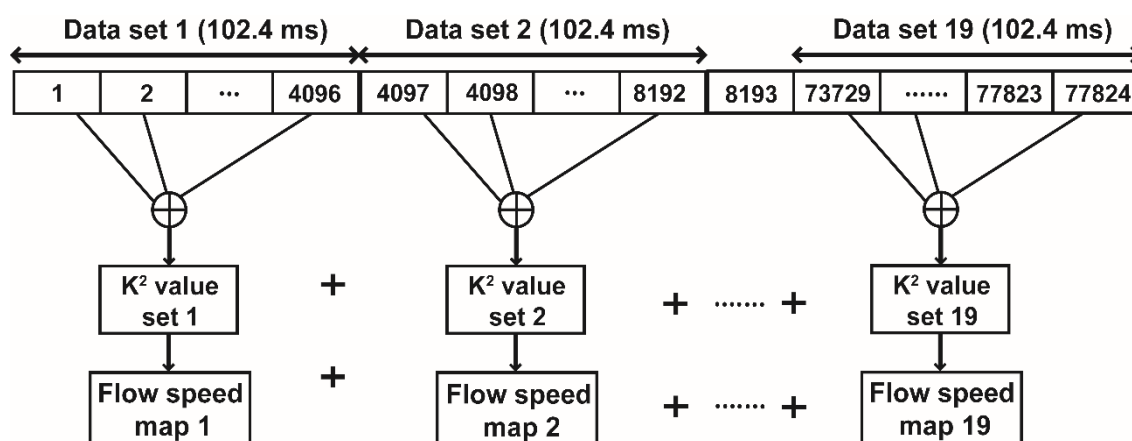 Data set 1 (102.4 ms) Data set 2 (102.4 ms) Data set 19 (102.4 ms)
1 2 ... 4096 4097 4098 ... 8192 8193 73729 ...... 77823 77824
K² value K² value K² value
set 1 + set 2 + ....... + set 19
Flow speed + Flow speed Flow speed
map 1 map 2 + ....... + map 19